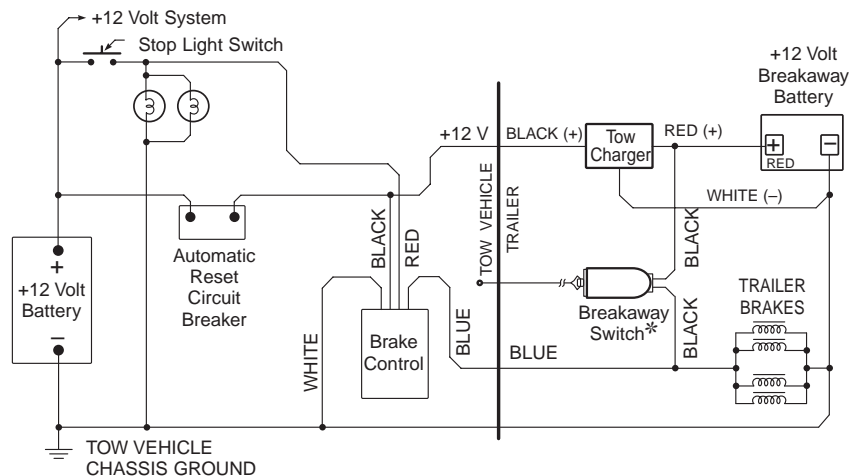 +12 Volt System
Stop Light Switch
+12 Volt
Breakaway
Battery
+12 V
BLACK (+)
Tow
Charger
RED (+)
+
−
RED
WHITE (−)
TOW VEHICLE
TRAILER
BLACK
Automatic
Reset
Circuit
Breaker
BLACK
RED
+
+12 Volt
Battery
−
Breakaway
Switch*
BLACK
TRAILER
BRAKES
WHITE
Brake
Control
BLUE
BLUE
TOW VEHICLE
CHASSIS GROUND